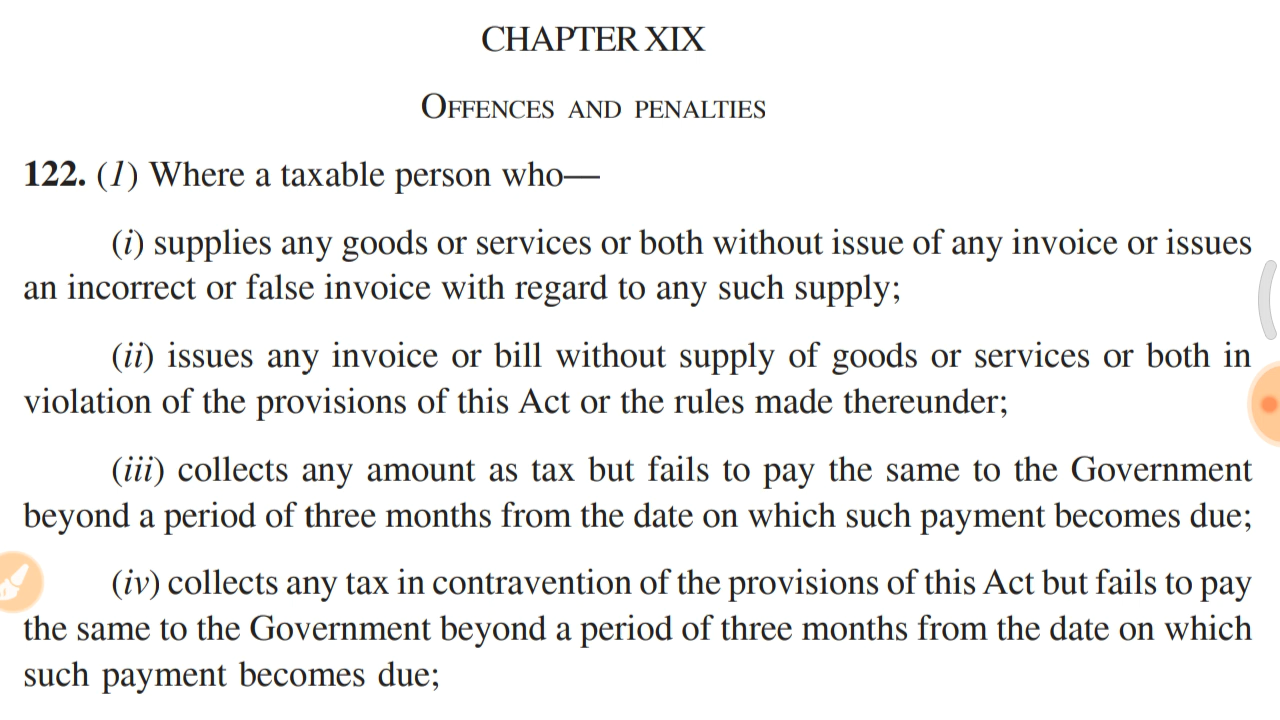 CHAPTER XIX
OFFENCES AND PENALTIES
122. (1) Where a taxable person who—
(i) supplies any goods or services or both without issue of any invoice or issues
an incorrect or false invoice with regard to any such supply;
(ii) issues any invoice or bill without supply of goods or services or both in
violation of the provisions of this Act or the rules made thereunder;
(iii) collects any amount as tax but fails to pay the same to the Government
beyond a period of three months from the date on which such payment becomes due;
(iv) collects any tax in contravention of the provisions of this Act but fails to pay
the same to the Government beyond a period of three months from the date on which
such payment becomes due;